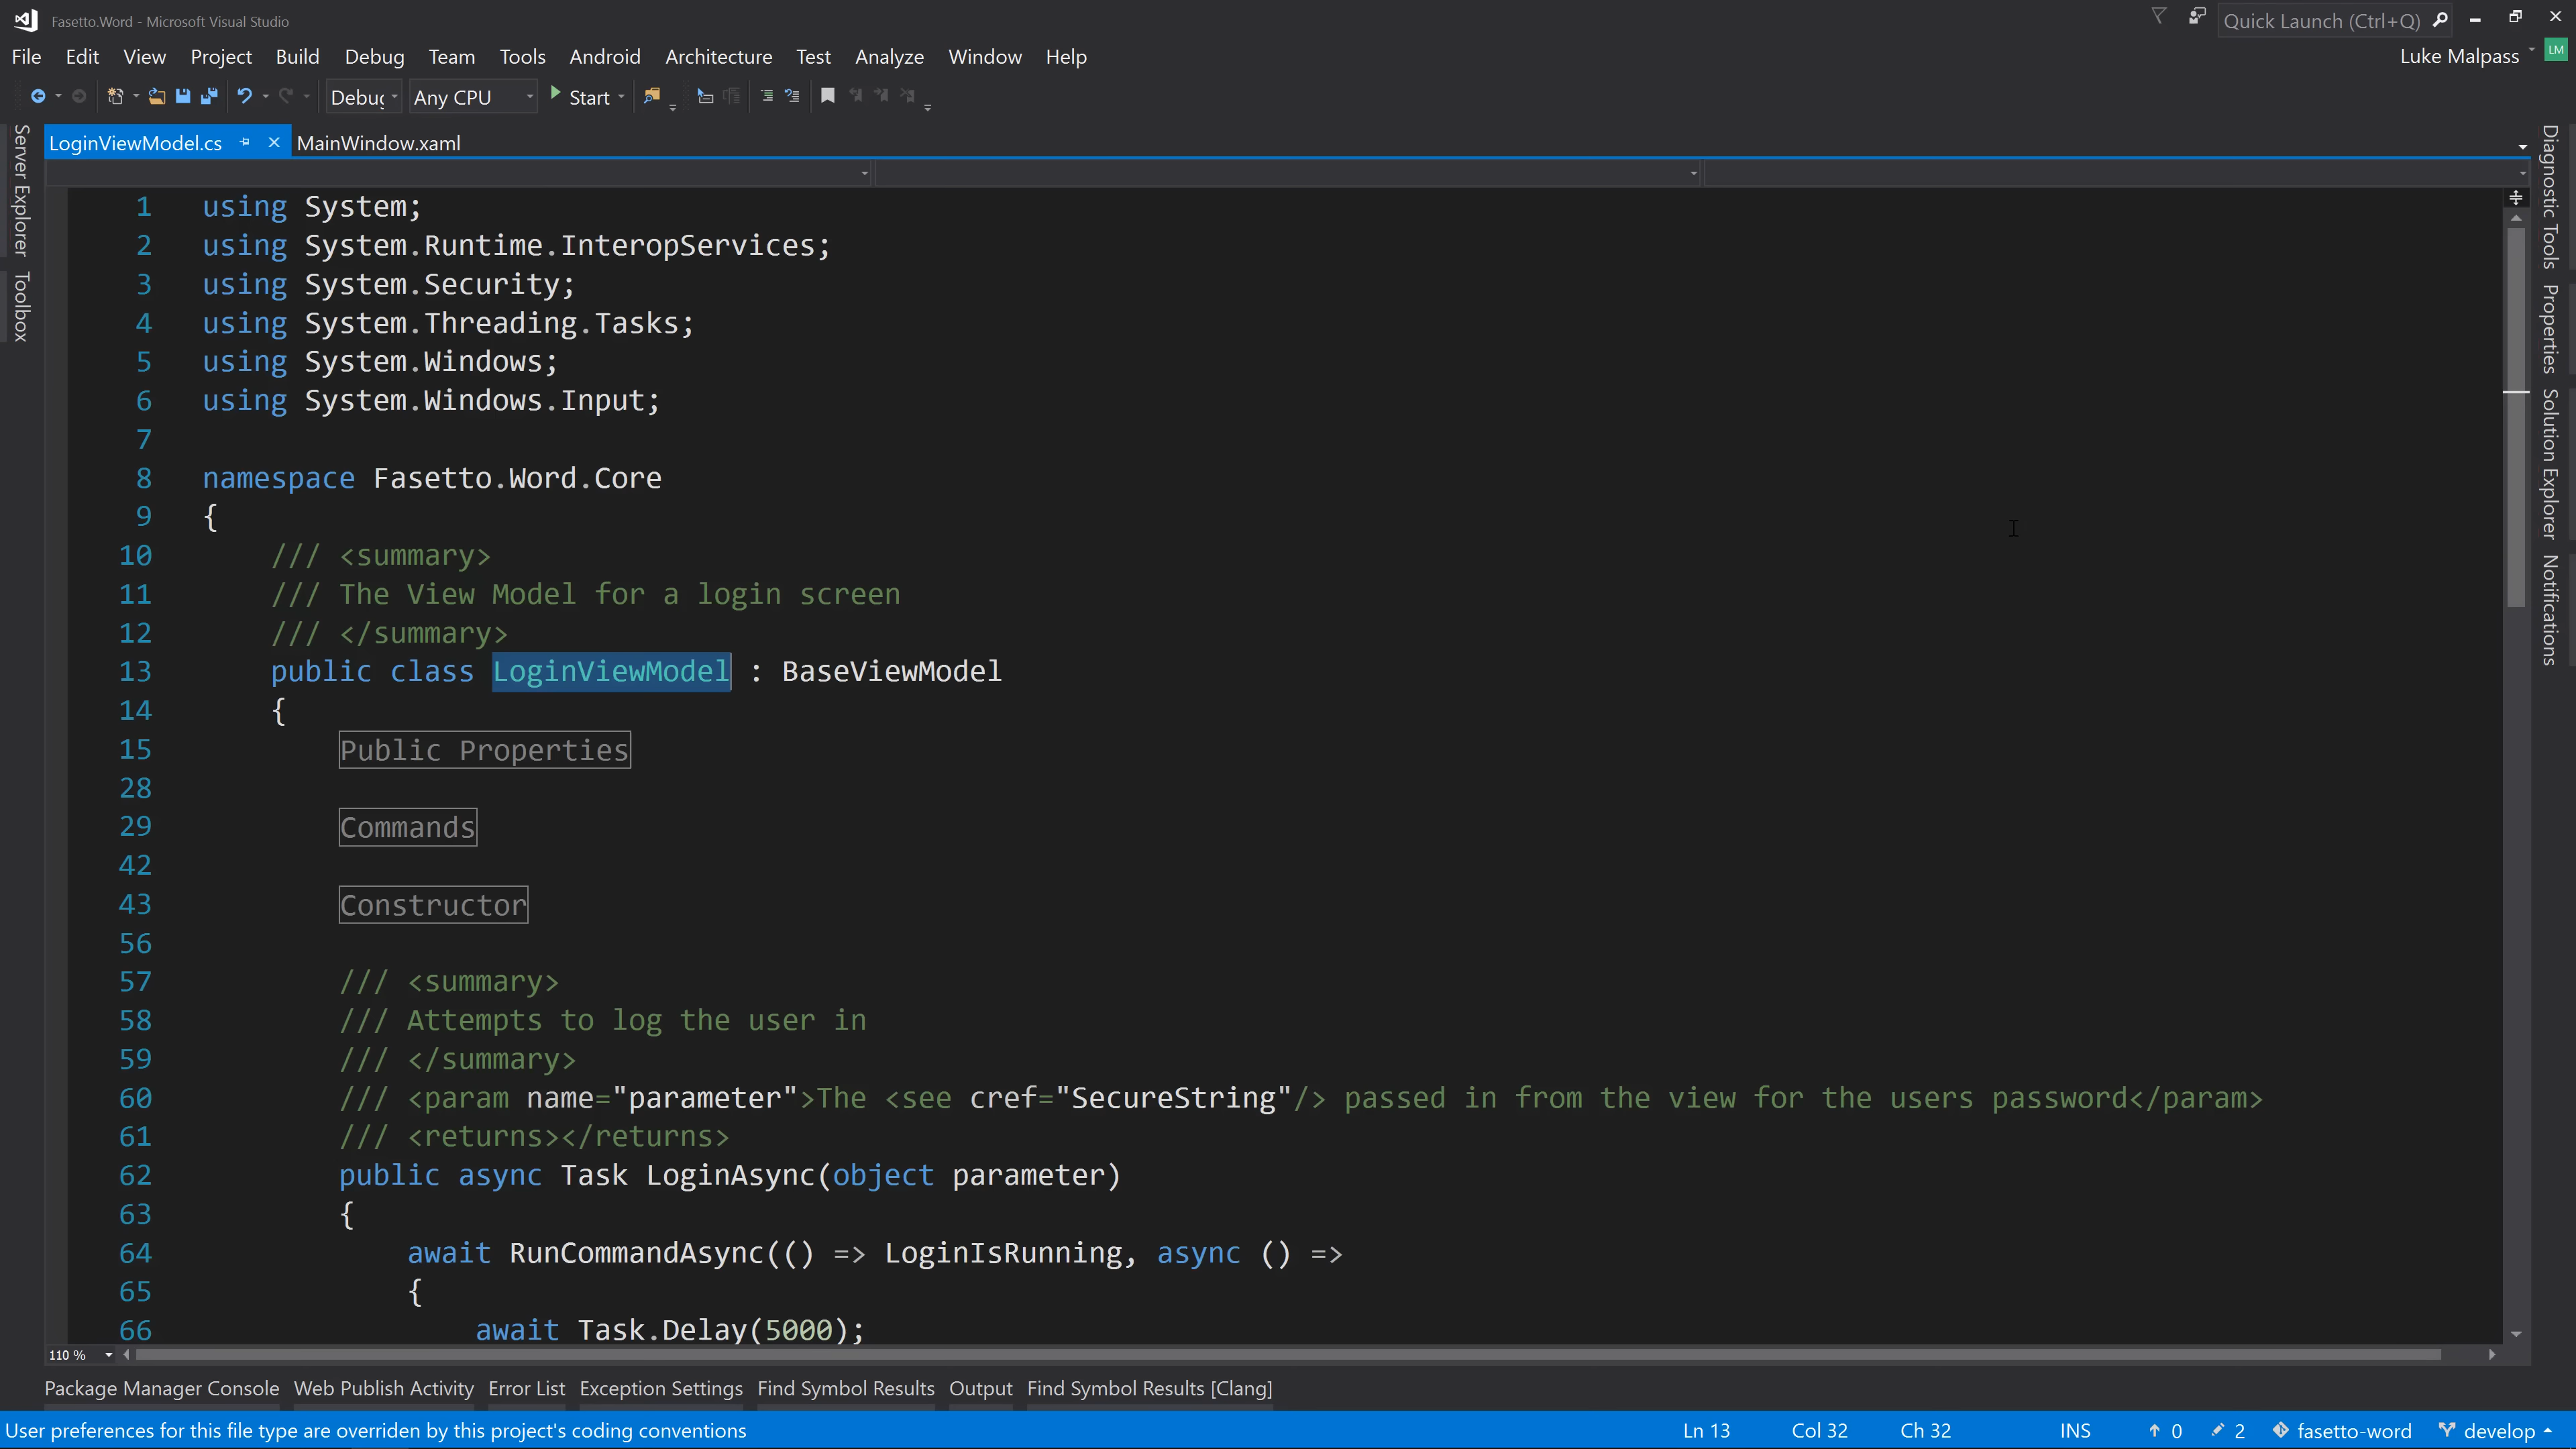 Fasetto.Word - Microsoft Visual Studio
Quick Launch (Ctrl+Q)
File Edit View Project Build Debug Team Tools Android Architecture Test Analyze Window Help
Luke Malpass LM
Debug Any CPU Start
LoginViewModel.cs MainWindow.xaml
Server Explorer
Toolbox
Diagnostic Tools
Properties
Solution Explorer
Notifications
1 using System;
2 using System.Runtime.InteropServices;
3 using System.Security;
4 using System.Threading.Tasks;
5 using System.Windows;
6 using System.Windows.Input;
7
8 namespace Fasetto.Word.Core
9 {
10 /// <summary>
11 /// The View Model for a login screen
12 /// </summary>
13 public class LoginViewModel : BaseViewModel
14 {
15 Public Properties
28
29 Commands
42
43 Constructor
56
57 /// <summary>
58 /// Attempts to log the user in
59 /// </summary>
60 /// <param name="parameter">The <see cref="SecureString"/> passed in from the view for the users password</param>
61 /// <returns></returns>
62 public async Task LoginAsync(object parameter)
63 {
64 await RunCommandAsync(() => LoginIsRunning, async () =>
65 {
66 await Task.Delay(5000);
110 %
Package Manager Console Web Publish Activity Error List Exception Settings Find Symbol Results Output Find Symbol Results [Clang]
User preferences for this file type are overriden by this project's coding conventions Ln 13 Col 32 Ch 32 INS 0 2 fasetto-word develop